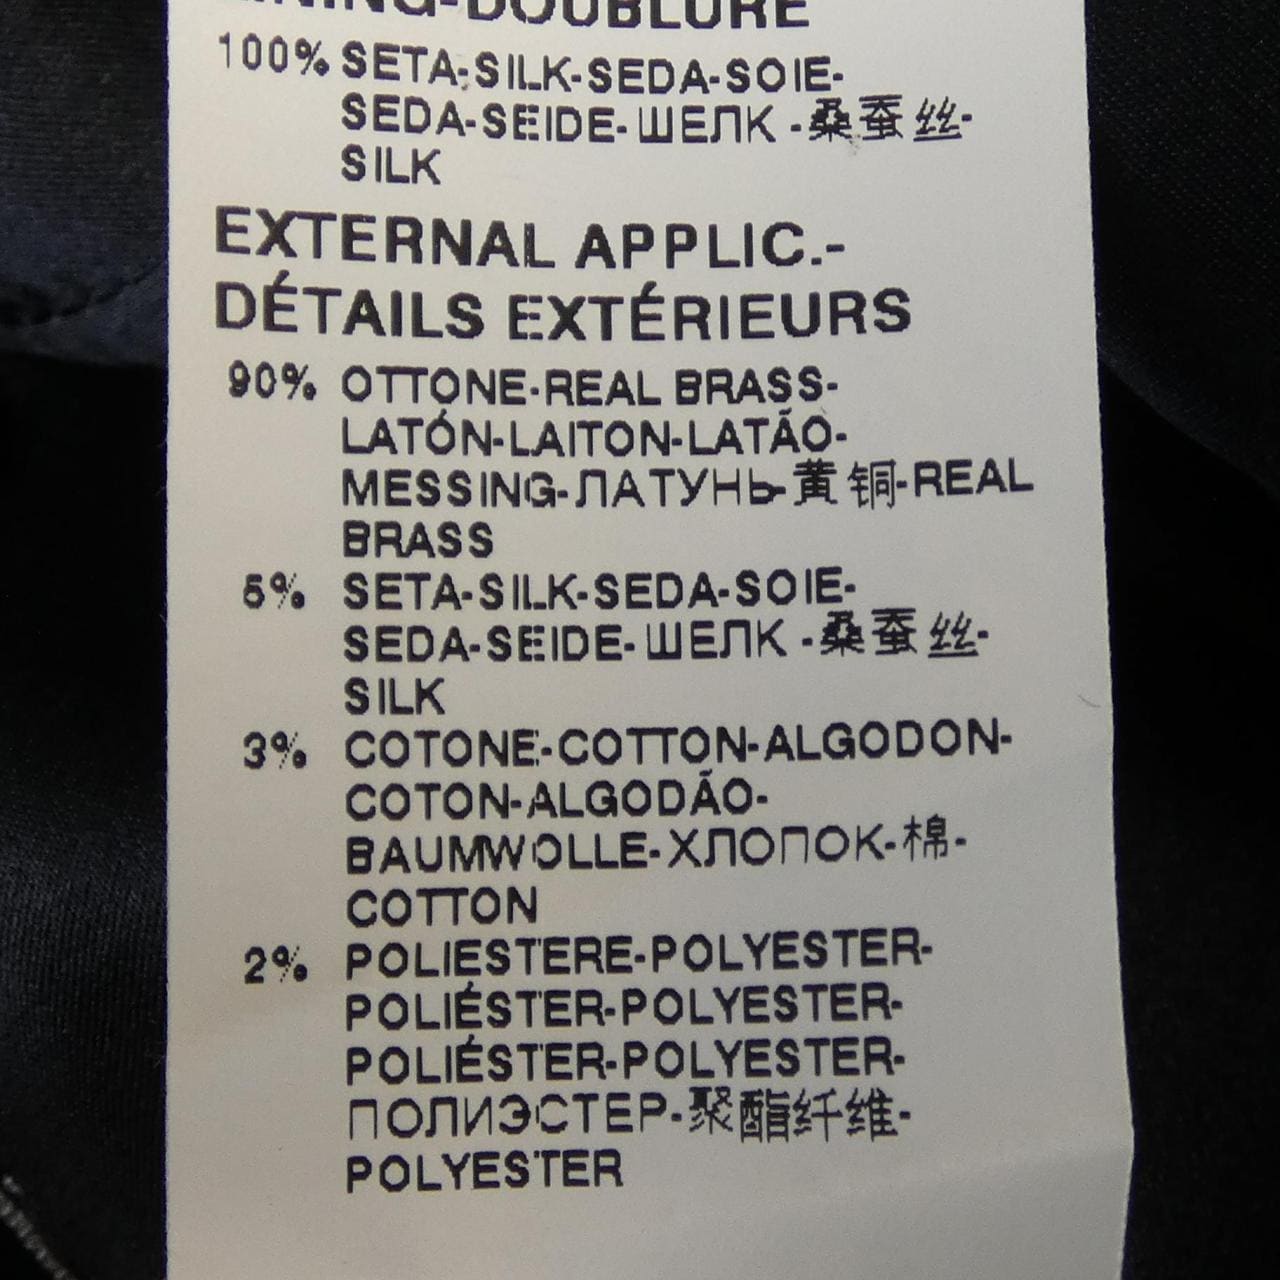 LINING-DOUBLURE
100% SETA-SILK-SEDA-SOIE-
SEDA-SEIDE-ШЕЛК -桑蚕丝-
SILK
EXTERNAL APPLIC.-
DÉTAILS EXTÉRIEURS
90% OTTONE-REAL BRASS-
LATÓN-LAITON-LATÃO-
MESSING-ЛАТУНЬ-黄铜-REAL
BRASS
5% SETA-SILK-SEDA-SOIE-
SEDA-SEIDE-ШЕЛК -桑蚕丝-
SILK
3% COTONE-COTTON-ALGODON-
COTON-ALGODÃO-
BAUMWOLLE-ХЛОПОК-棉-
COTTON
2% POLIESTERE-POLYESTER-
POLIÉSTER-POLYESTER-
POLIÉSTER-POLYESTER-
ПОЛИЭСТЕР-聚酯纤维-
POLYESTER